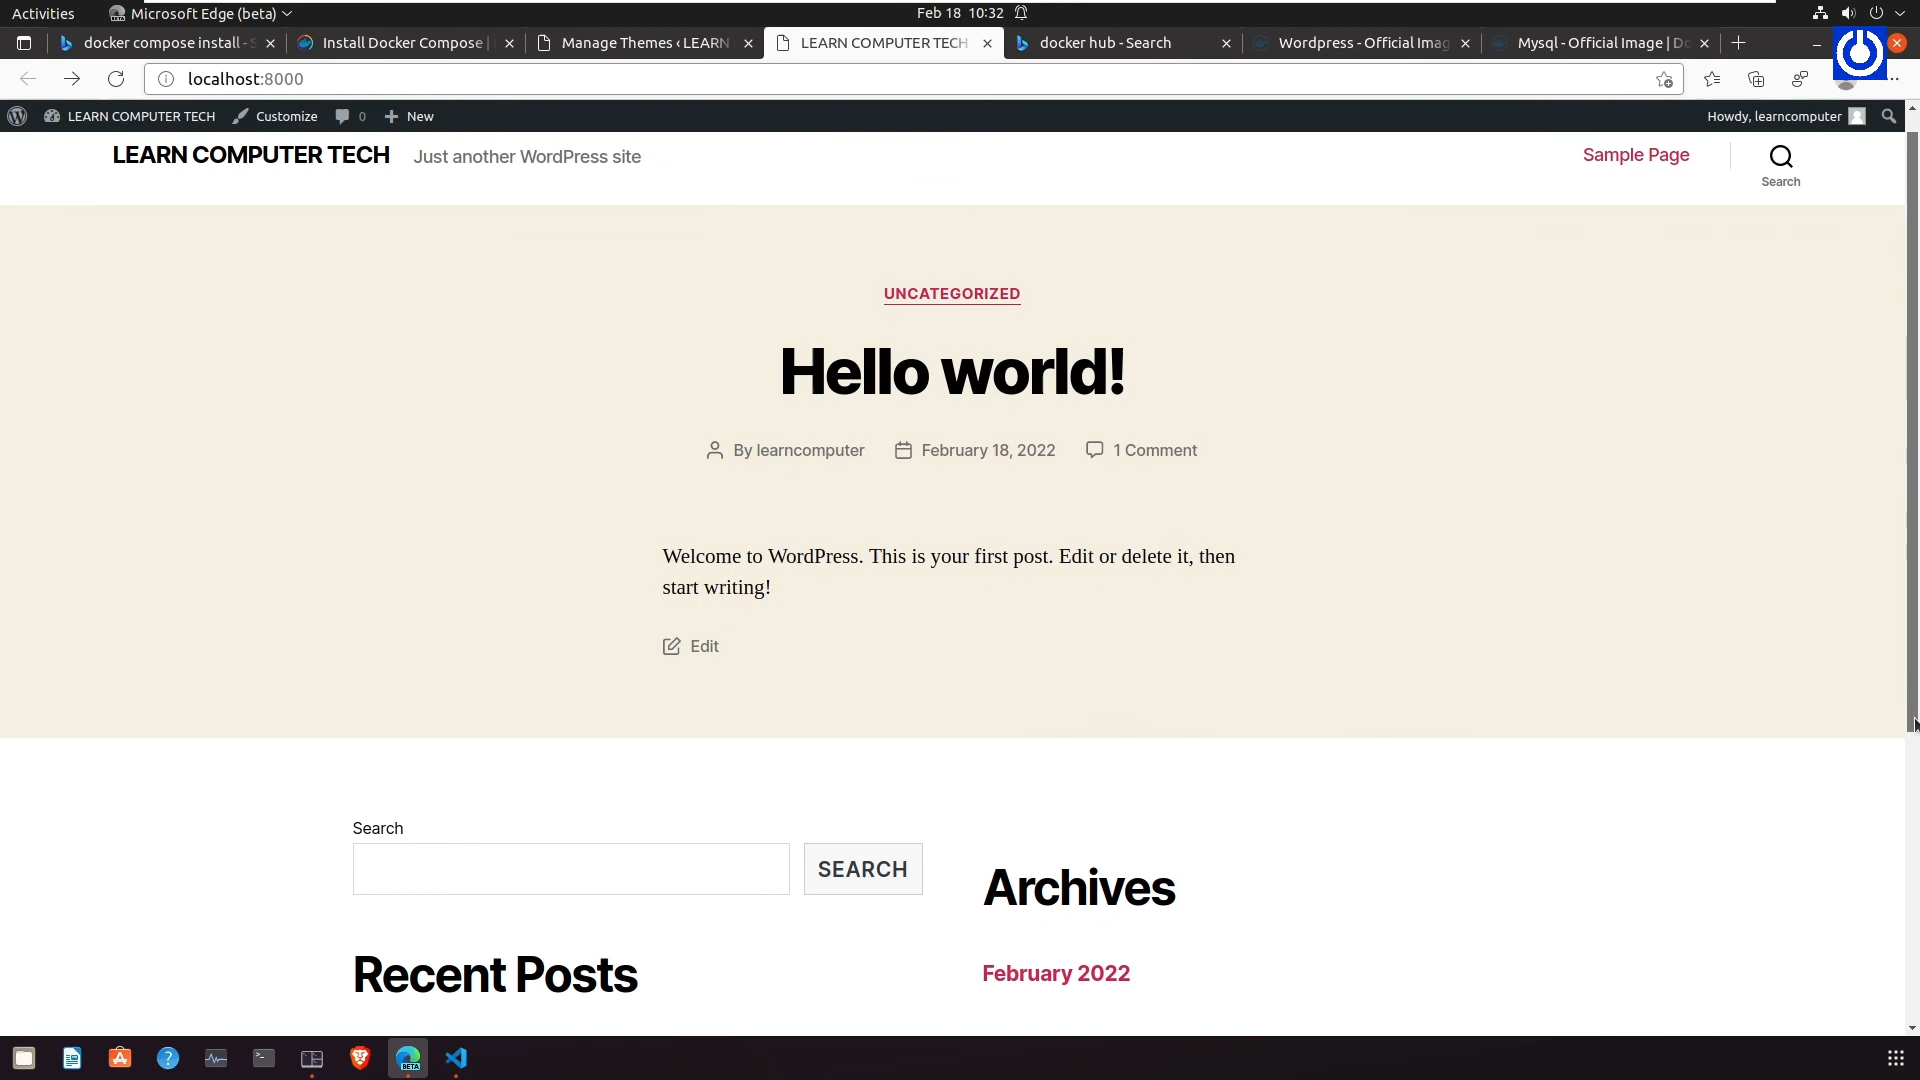 Activities
Microsoft Edge (beta)
Feb 18 10:32
docker compose install - S
Install Docker Compose |
Manage Themes ‹ LEARN
LEARN COMPUTER TECH
docker hub - Search
Wordpress - Official Imag
Mysql - Official Image | Do
localhost:8000
LEARN COMPUTER TECH
Customize
0
New
Howdy, learncomputer
LEARN COMPUTER TECH
Just another WordPress site
Sample Page
Search
UNCATEGORIZED
Hello world!
By learncomputer
February 18, 2022
1 Comment
Welcome to WordPress. This is your first post. Edit or delete it, then
start writing!
Edit
Search
SEARCH
Archives
Recent Posts
February 2022
BETA